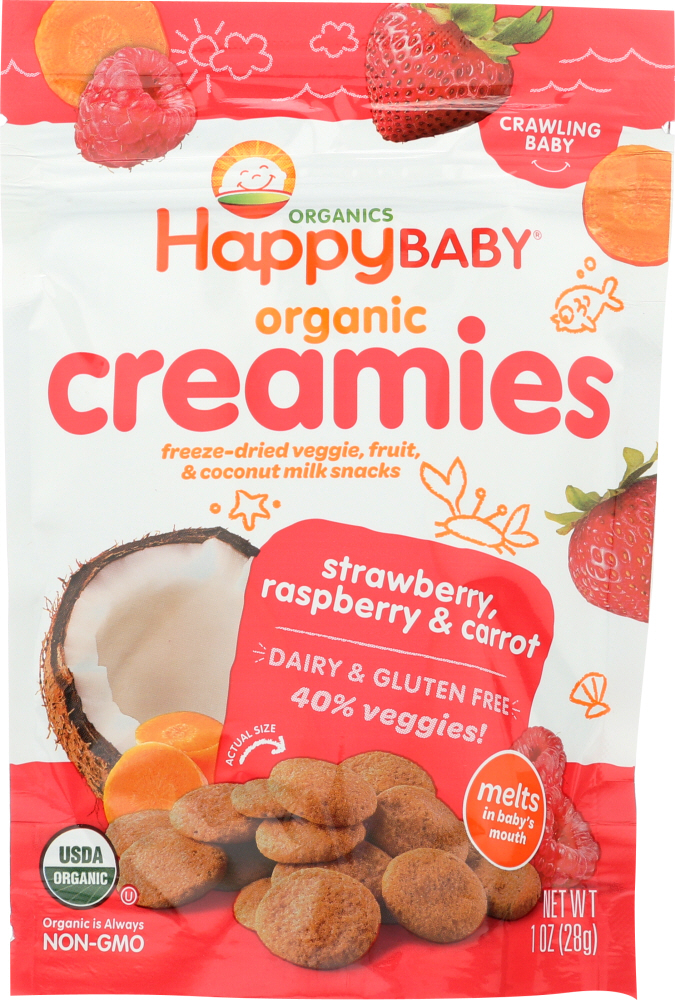 CRAWLING
BABY
ORGANICS
HappyBABY®
organic
creamies
freeze-dried veggie, fruit,
& coconut milk snacks
strawberry,
raspberry & carrot
DAIRY & GLUTEN FREE
40% veggies!
ACTUAL SIZE
melts
in baby's
mouth
USDA
ORGANIC
U
Organic is Always
NON-GMO
NET WT
1 OZ (28g)